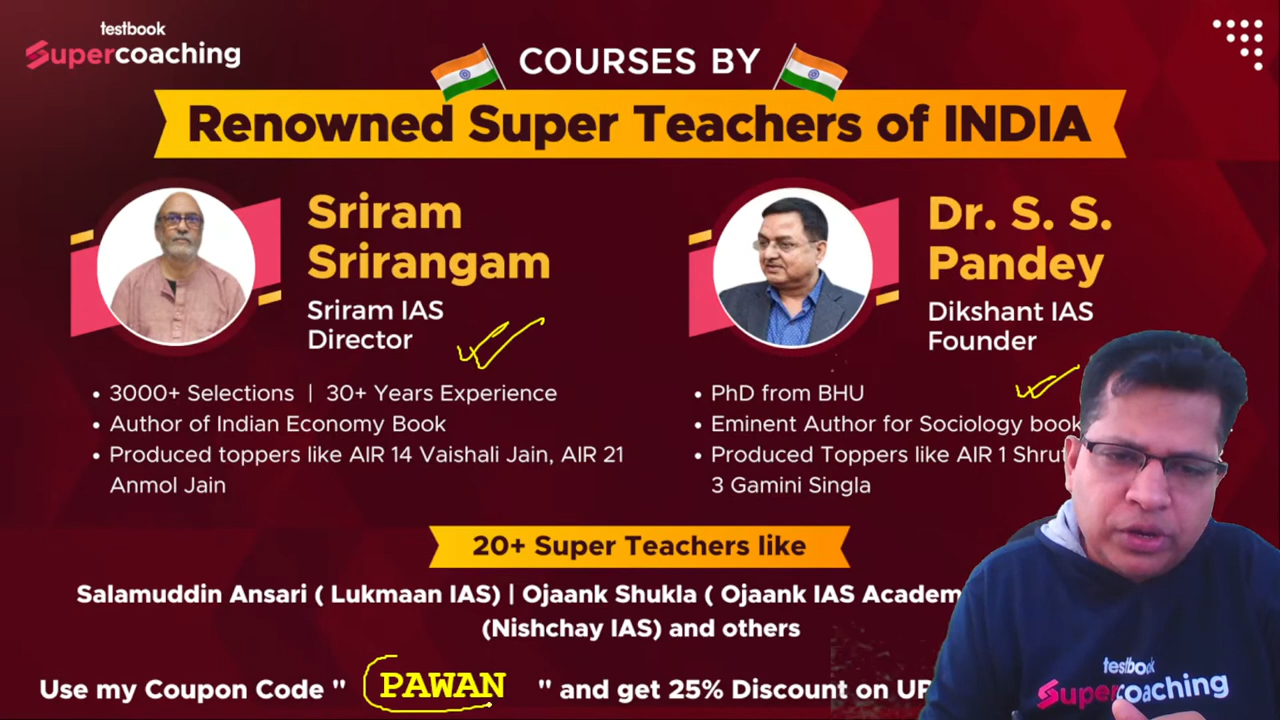 testbook
Supercoaching
COURSES BY
Renowned Super Teachers of INDIA
Sriram
Srirangam
Sriram IAS
Director
• 3000+ Selections | 30+ Years Experience
• Author of Indian Economy Book
• Produced toppers like AIR 14 Vaishali Jain, AIR 21
Anmol Jain
Dr. S. S.
Pandey
Dikshant IAS
Founder
• PhD from BHU
• Eminent Author for Sociology book
• Produced Toppers like AIR 1
3 Gamini Singla
20+ Super Teachers like
Salamuddin Ansari ( Lukmaan IAS) | Ojaank Shukla ( Ojaank IAS
(Nishchay IAS) and others
Use my Coupon Code " PAWAN " and get 25% Discount on
testbook
Supercoaching